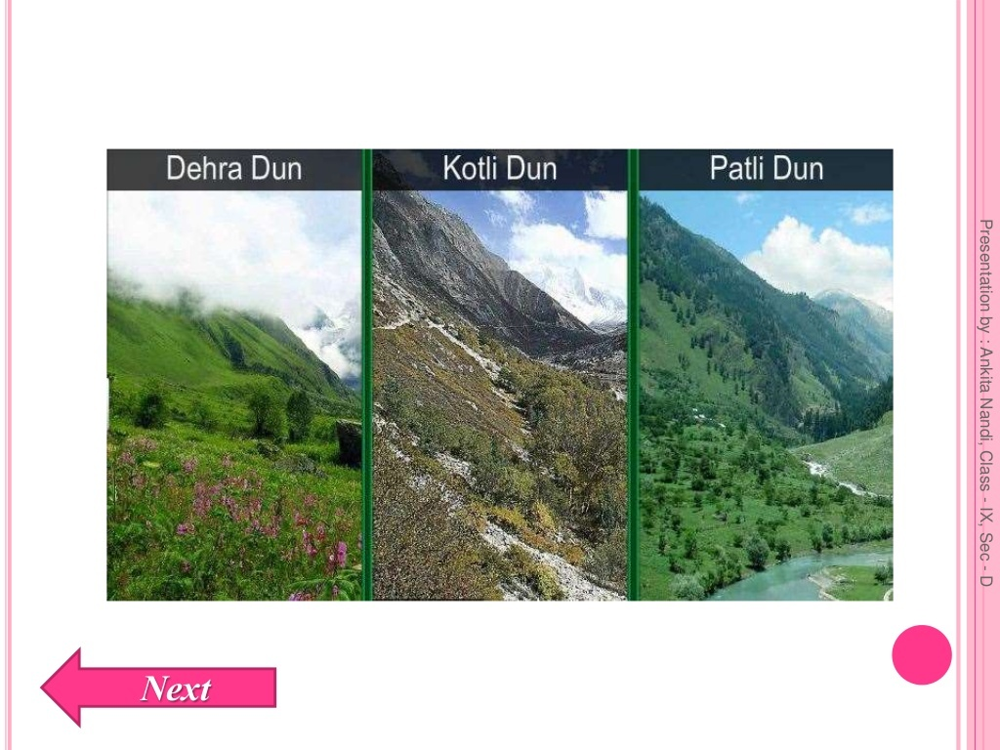 Dehra Dun
Kotli Dun
Patli Dun
Presentation by : Ankita Nandi, Class - IX, Sec - D
Next